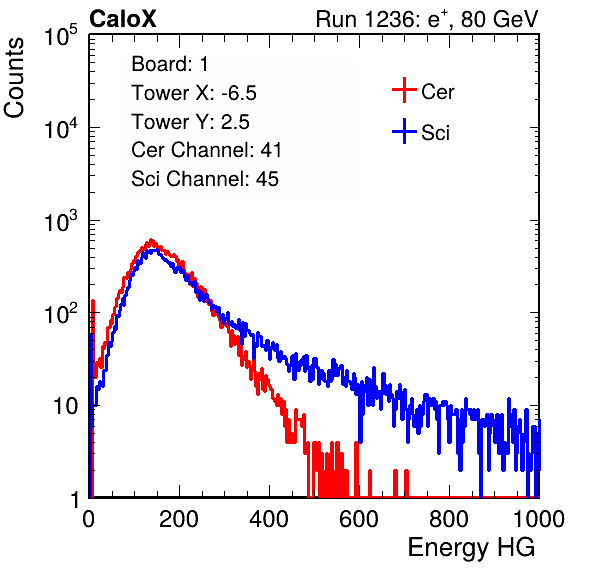 CaloX Run 1236: e⁺, 80 GeV
Counts
Board: 1
Tower X: -6.5
Tower Y: 2.5
Cer Channel: 41
Sci Channel: 45
Cer
Sci
10⁵
10⁴
10³
10²
10
1
0 200 400 600 800 1000
Energy HG